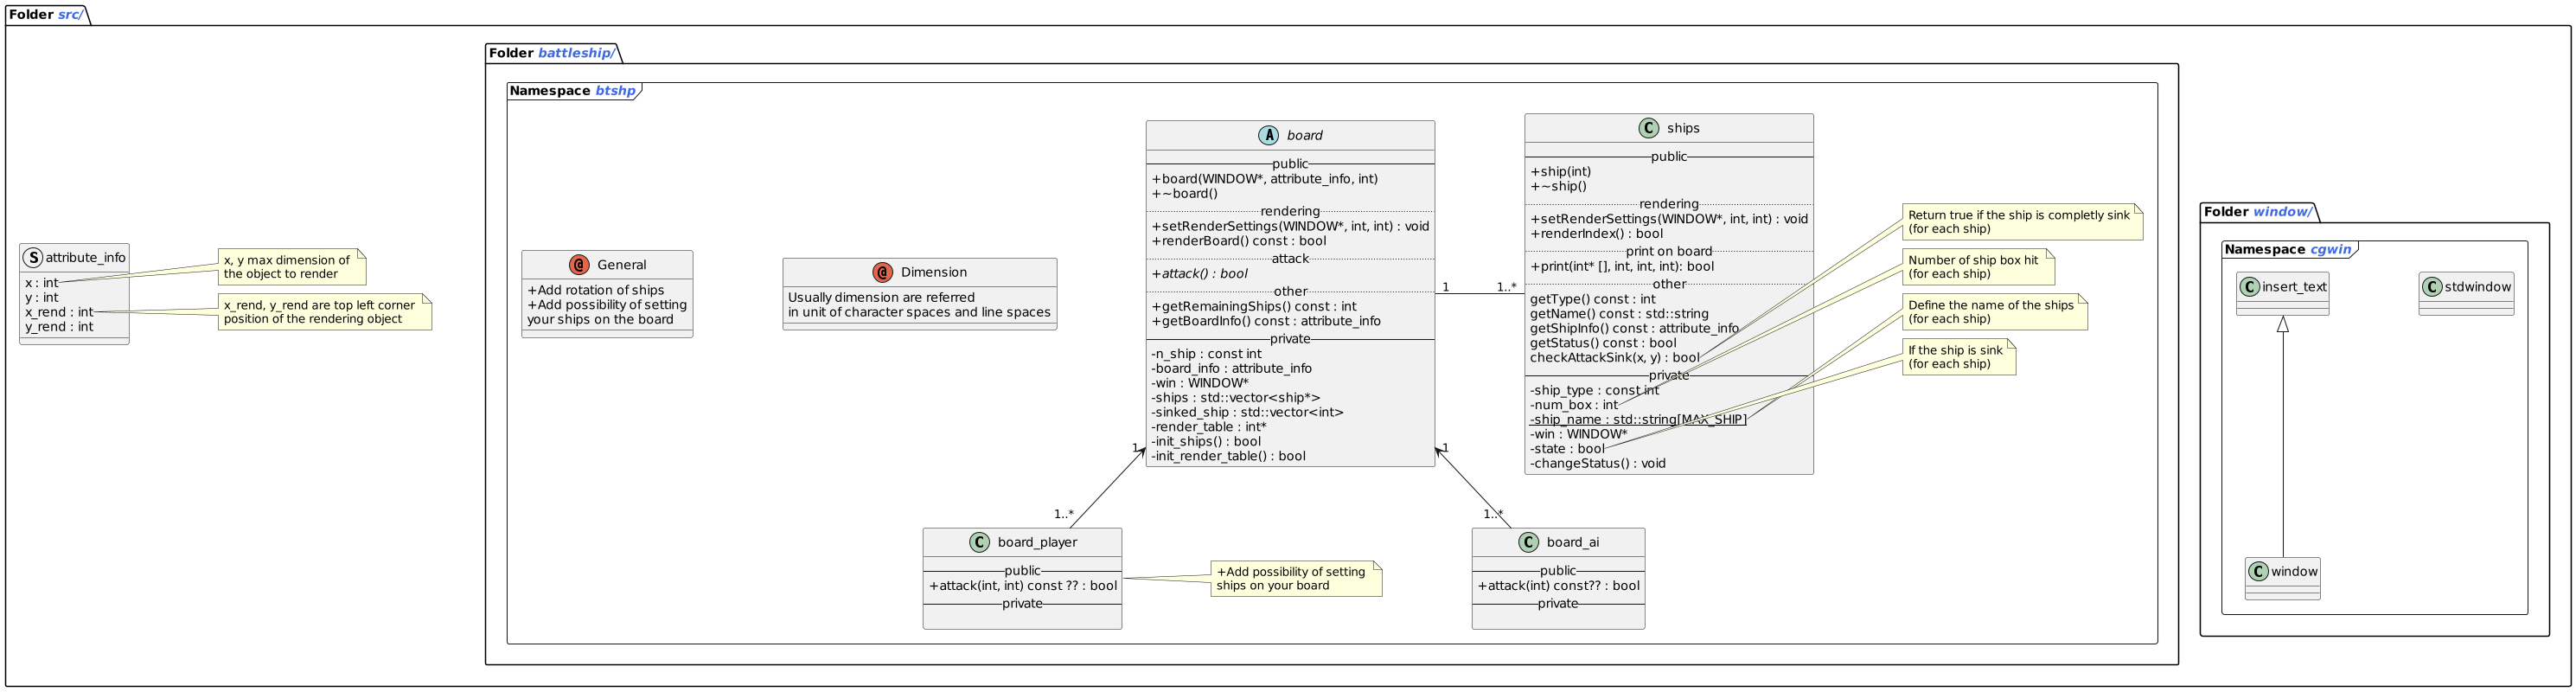 Folder src/
S attribute_info
x : int
y : int
x_rend : int
y_rend : int
x, y max dimension of
the object to render
x_rend, y_rend are top left corner
position of the rendering object
Folder battleship/
Namespace btshp
@ General
+Add rotation of ships
+Add possibility of setting
your ships on the board
@ Dimension
Usually dimension are referred
in unit of character spaces and line spaces
A board
public
+board(WINDOW*, attribute_info, int)
+~board()
rendering
+setRenderSettings(WINDOW*, int, int) : void
+renderBoard() const : bool
attack
+attack() : bool
other
+getRemainingShips() const : int
+getBoardInfo() const : attribute_info
private
-n_ship : const int
-board_info : attribute_info
-win : WINDOW*
-ships : std::vector<ship*>
-sinked_ship : std::vector<int>
-render_table : int*
-init_ships() : bool
-init_render_table() : bool
1
1..*
C ships
public
+ship(int)
+~ship()
rendering
+setRenderSettings(WINDOW*, int, int) : void
+renderIndex() : bool
print on board
+print(int* [], int, int, int): bool
other
getType() const : int
getName() const : std::string
getShipInfo() const : attribute_info
getStatus() const : bool
checkAttackSink(x, y) : bool
private
-ship_type : const int
-num_box : int
-ship_name : std::string[MAX_SHIP]
-win : WINDOW*
-state : bool
-changeStatus() : void
Return true if the ship is completly sink
(for each ship)
Number of ship box hit
(for each ship)
Define the name of the ships
(for each ship)
If the ship is sink
(for each ship)
1
1..*
1
1..*
C board_player
public
+attack(int, int) const ?? : bool
private
+Add possibility of setting
ships on your board
C board_ai
public
+attack(int) const?? : bool
private
Folder window/
Namespace cgwin
C insert_text
C stdwindow
C window